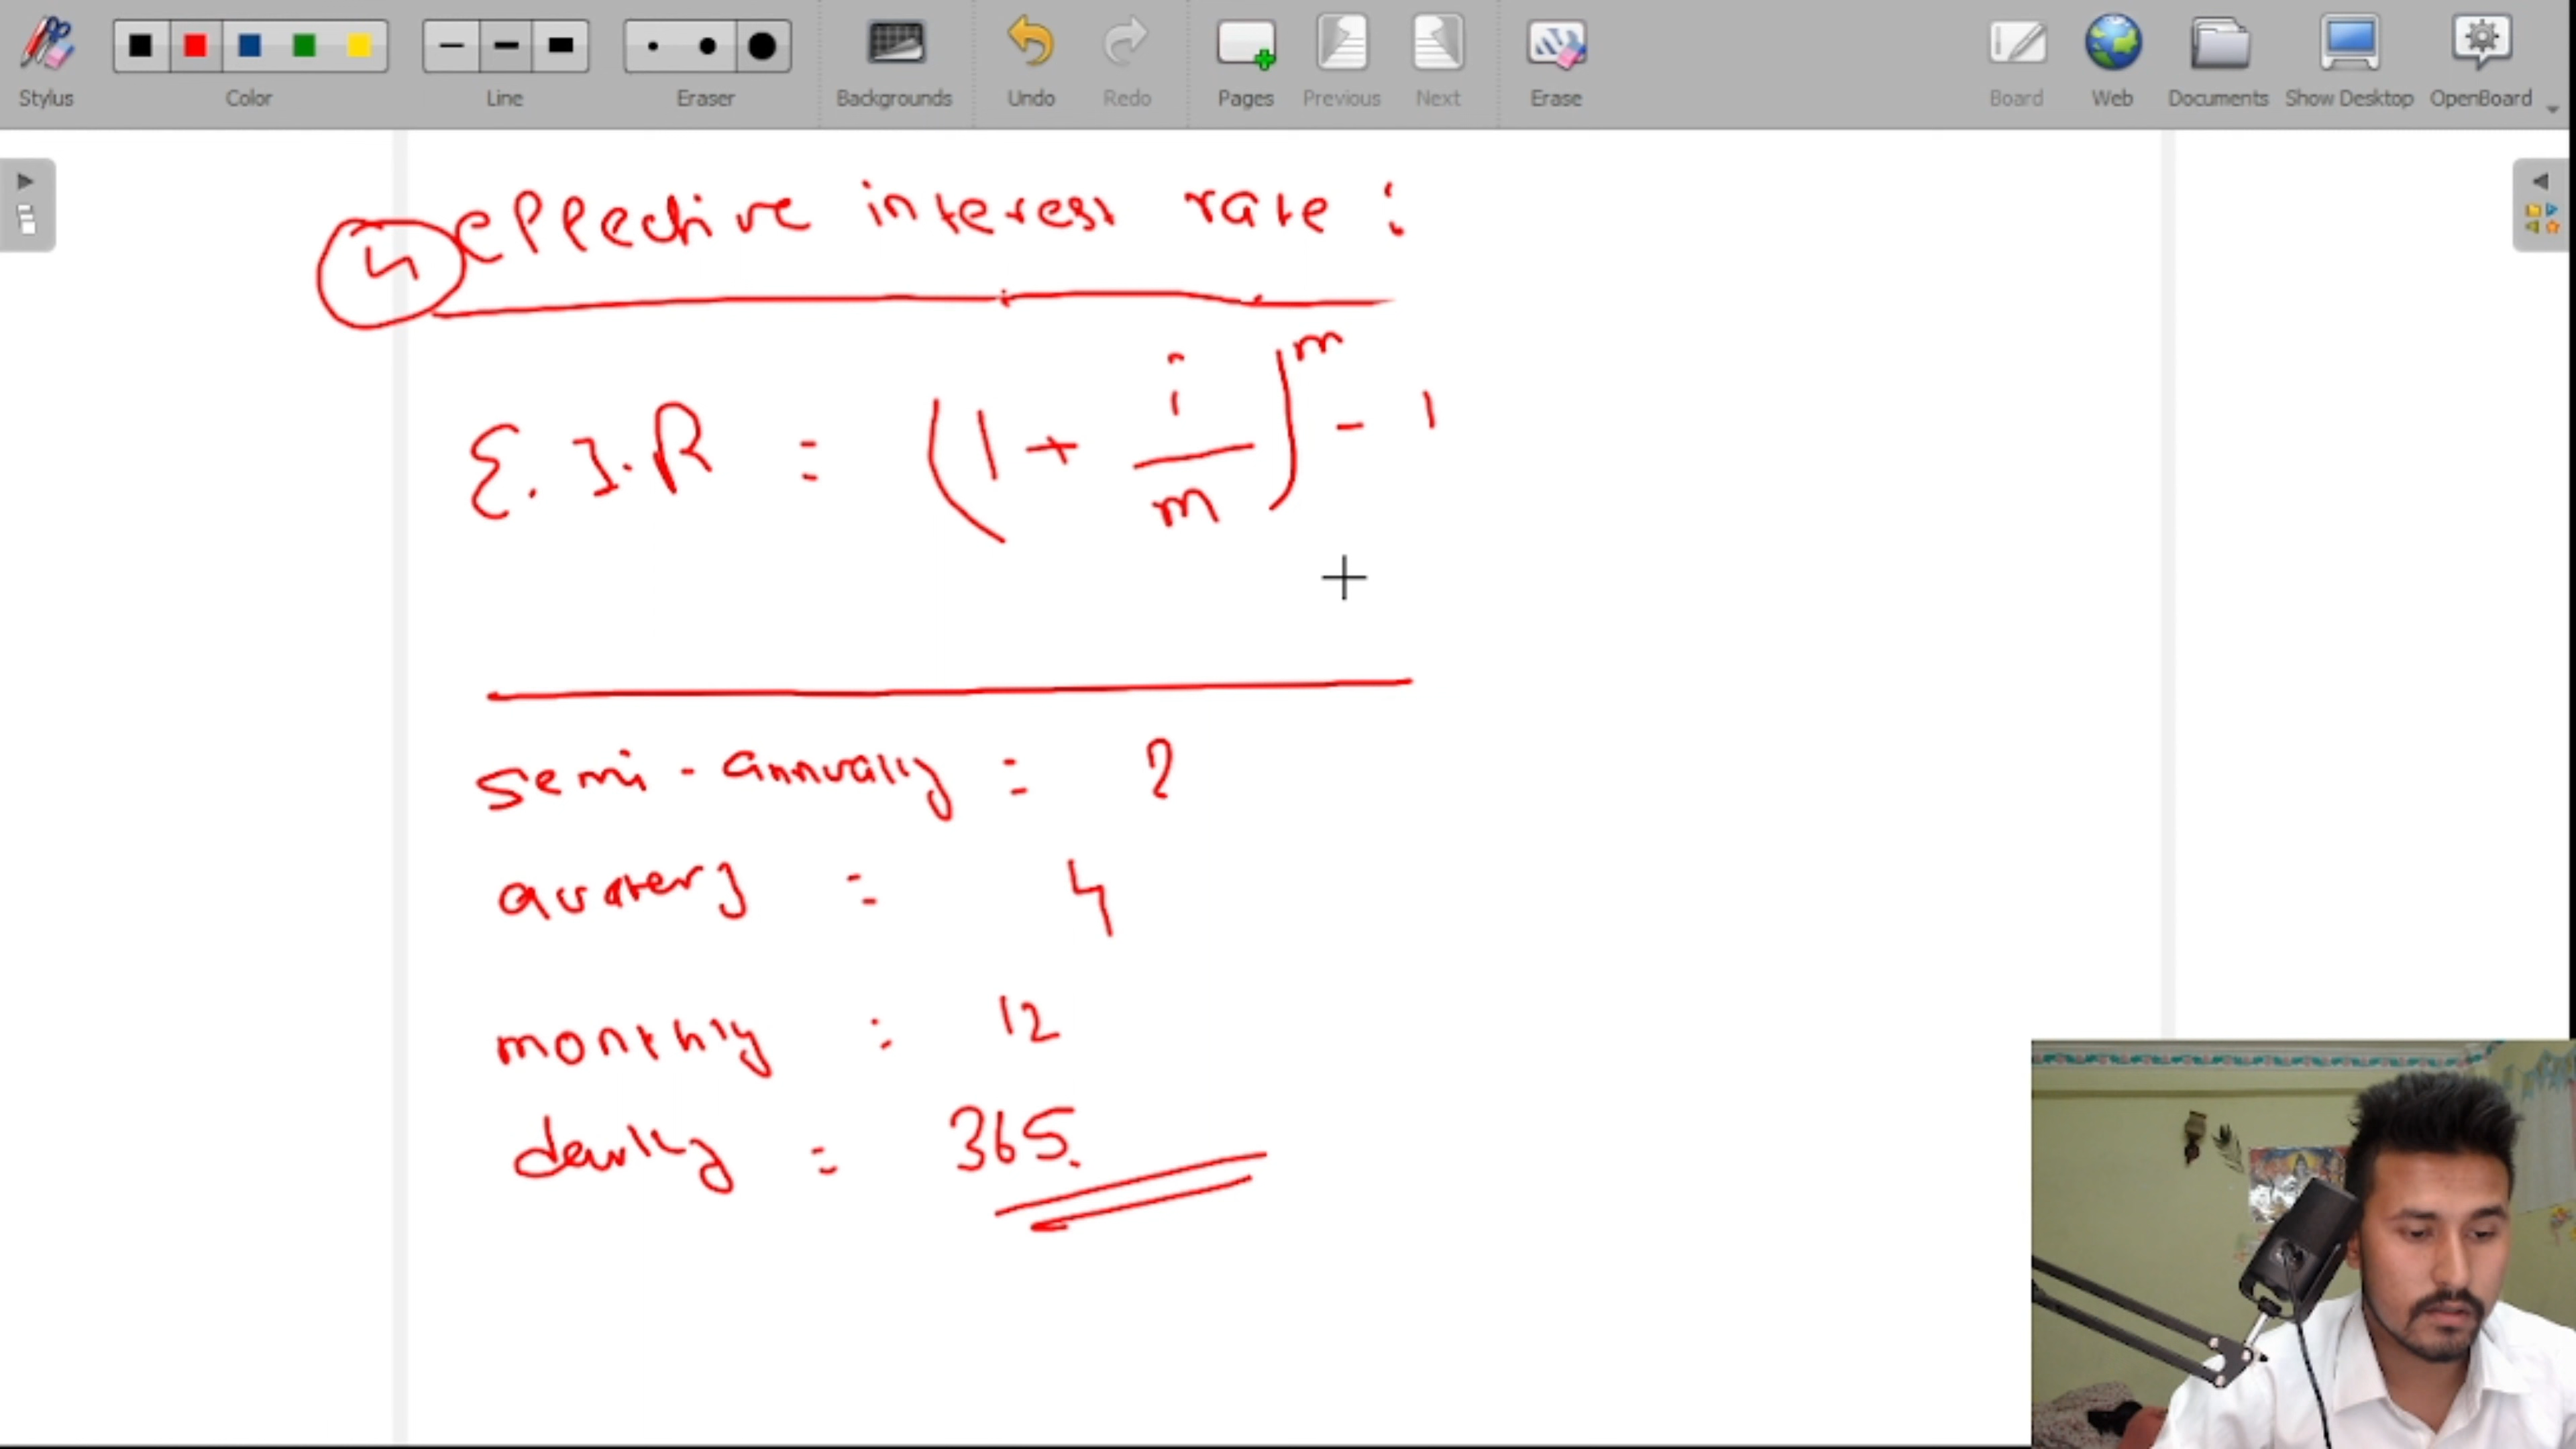 Stylus Color Line Eraser Backgrounds Undo Redo Pages Previous Next Erase Board Web Documents Show Desktop OpenBoard
4 effective interest rate :
E.I.R = (1 + i/m)^m - 1
semi - annually = 2
quaterly = 4
monthly = 12
daily = 365.